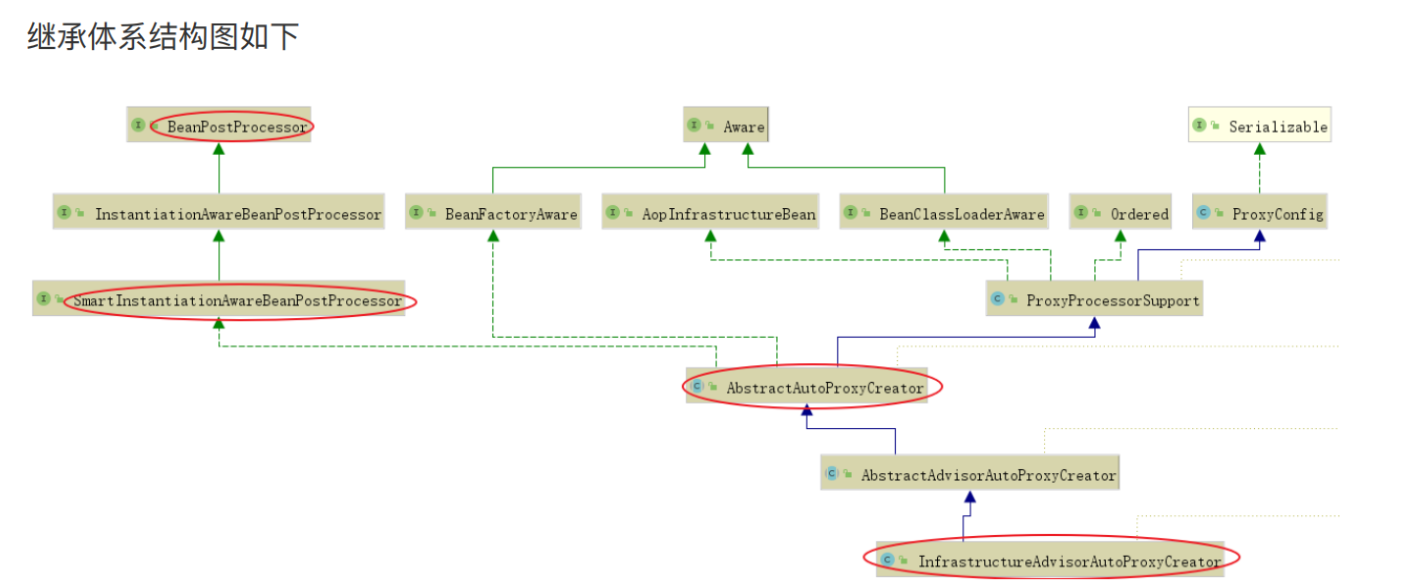 继承体系结构图如下
BeanPostProcessor
Aware
Serializable
InstantiationAwareBeanPostProcessor
BeanFactoryAware
AopInfrastructureBean
BeanClassLoaderAware
Ordered
ProxyConfig
SmartInstantiationAwareBeanPostProcessor
ProxyProcessorSupport
AbstractAutoProxyCreator
AbstractAdvisorAutoProxyCreator
InfrastructureAdvisorAutoProxyCreator